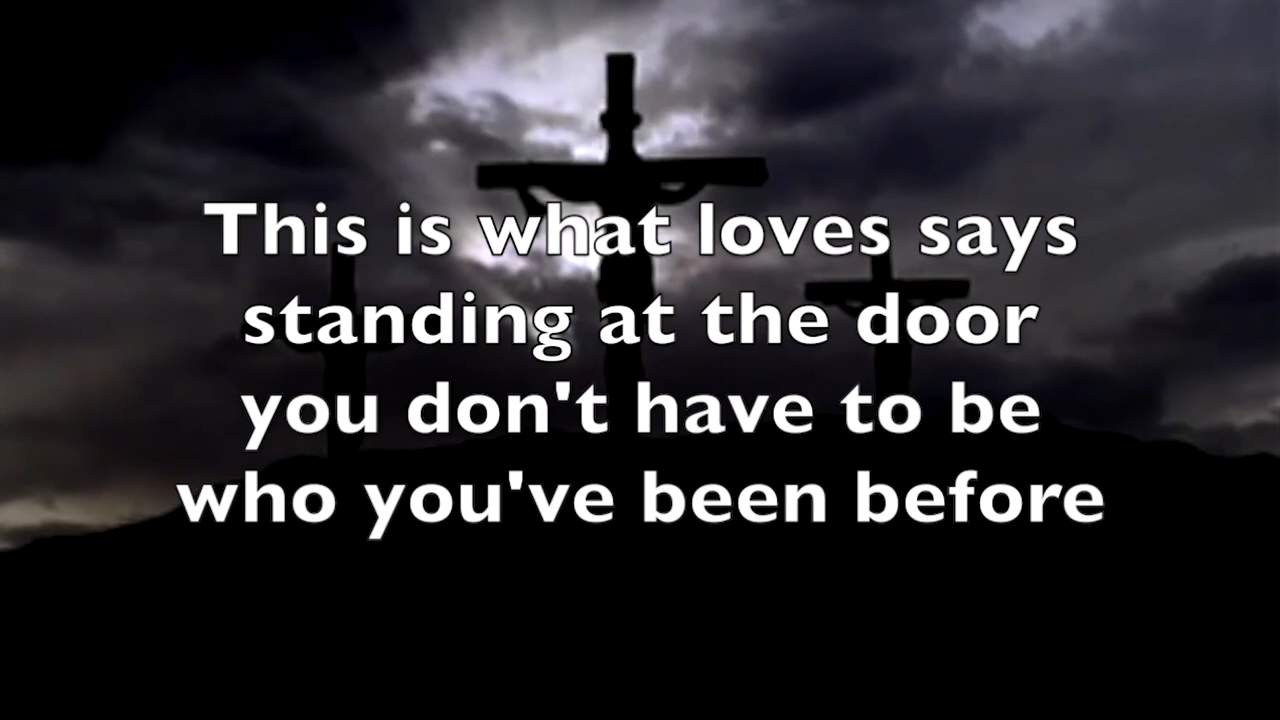 This is what loves says
standing at the door
you don't have to be
who you've been before